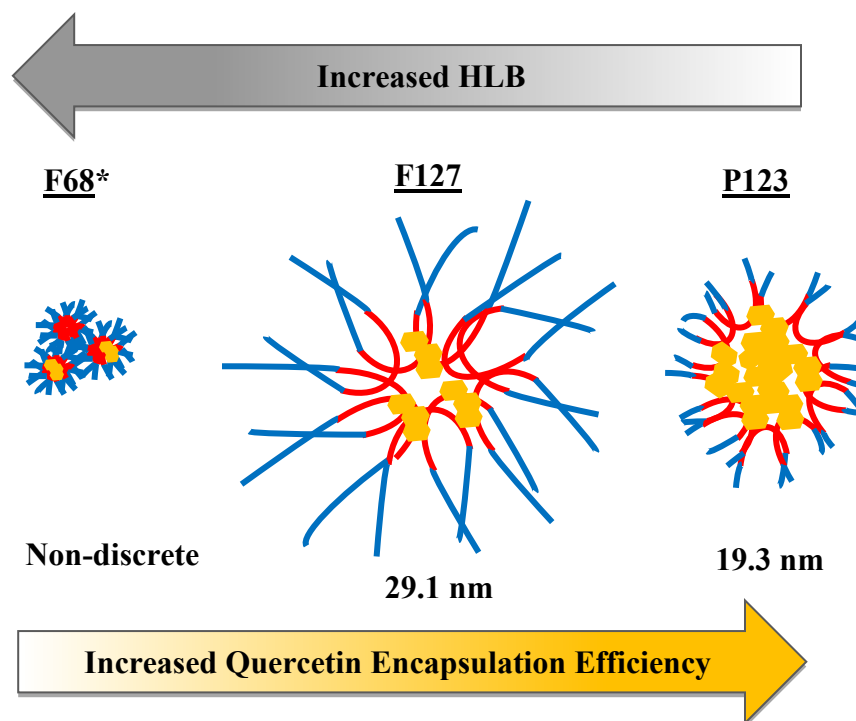 Increased HLB
F68*
F127
P123
Non-discrete
29.1 nm
19.3 nm
Increased Quercetin Encapsulation Efficiency